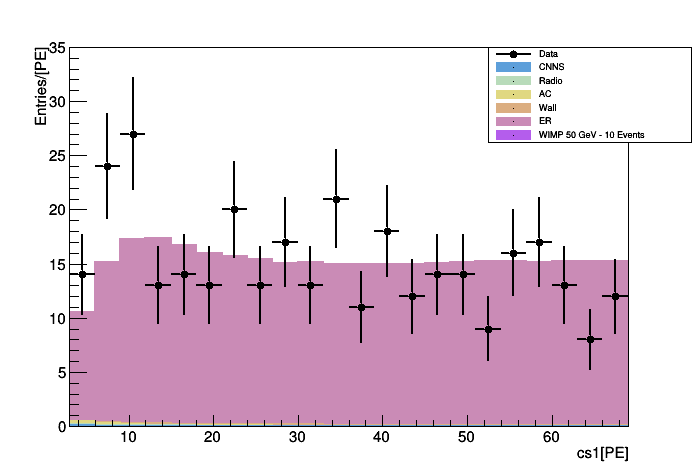 Entries/[PE]
35
30
25
20
15
10
5
0
10
20
30
40
50
60
cs1[PE]
Data
CNNS
Radio
AC
Wall
ER
WIMP 50 GeV - 10 Events